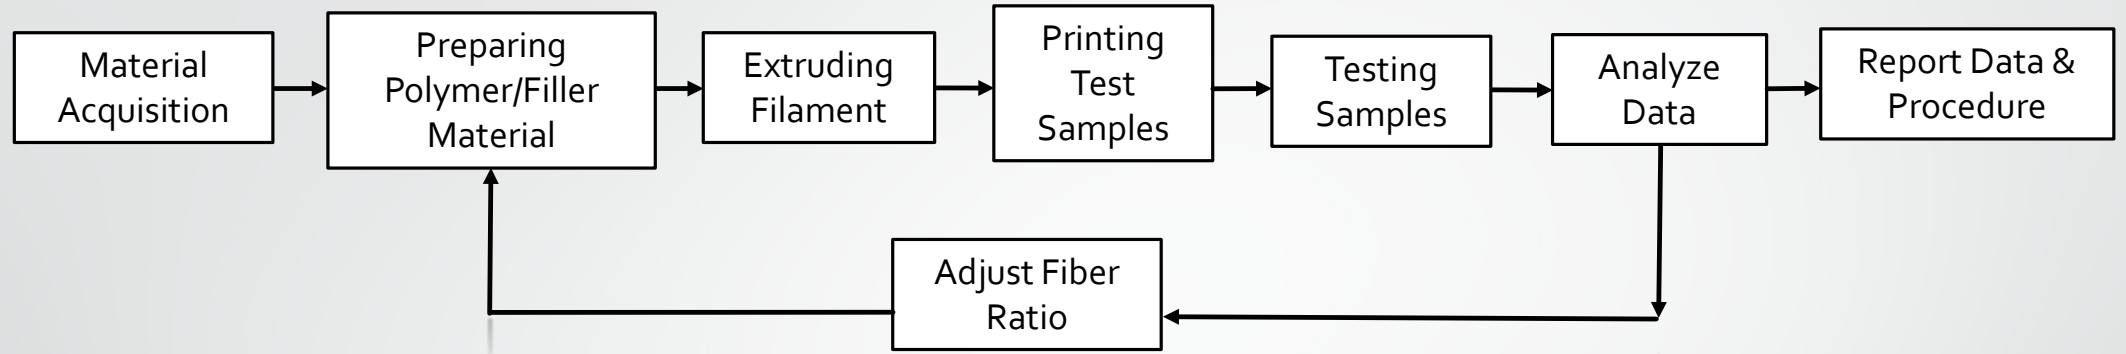 Material
Acquisition
Preparing
Polymer/Filler
Material
Extruding
Filament
Printing
Test
Samples
Testing
Samples
Analyze
Data
Report Data &
Procedure
Adjust Fiber
Ratio